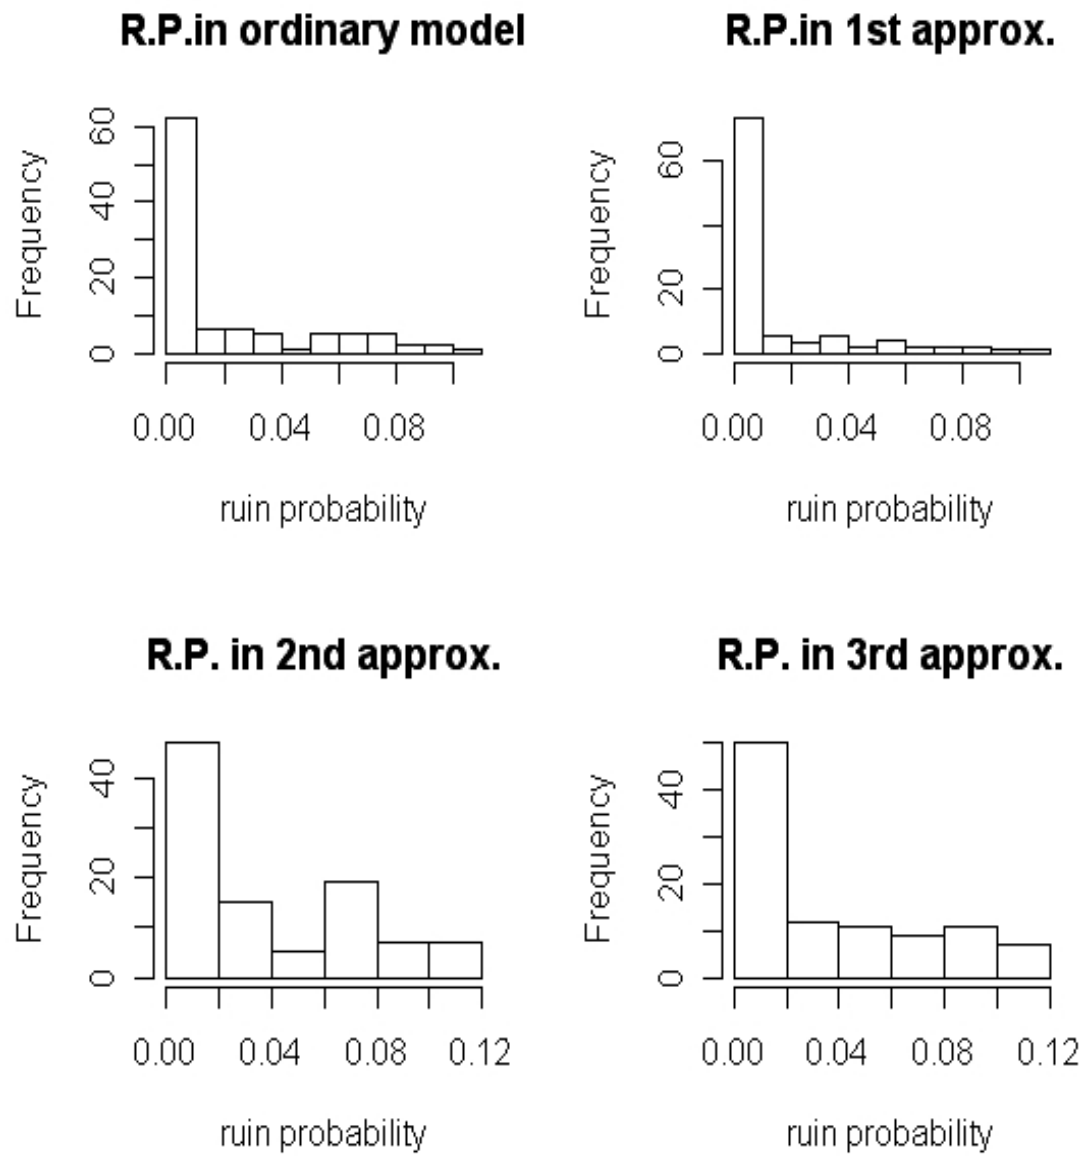 R.P.in ordinary model
Frequency
0 20 40 60
0.00 0.04 0.08
ruin probability
R.P.in 1st approx.
Frequency
0 20 60
0.00 0.04 0.08
ruin probability
R.P. in 2nd approx.
Frequency
0 20 40
0.00 0.04 0.08 0.12
ruin probability
R.P. in 3rd approx.
Frequency
0 20 40
0.00 0.04 0.08 0.12
ruin probability